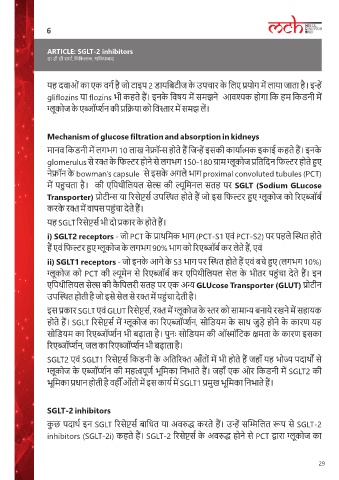 6
mch
ARTICLE: SGLT-2 inhibitors
यह दवाओं का एक वर्ग है जो टाइप 2 डायबिटीज के उपचार के लिए प्रयोग में लाया जाता है। इन्हें
gliflozins या flozins भी कहते हैं। इनके विषय में समझने आवश्यक होगा कि हम किडनी में
ग्लूकोज के एब्जॉर्प्शन की प्रक्रिया को विस्तार में समझ लें।
Mechanism of glucose filtration and absorption in kidneys
मानव किडनी में लगभग 10 लाख नेफ्रॉन्स होते हैं जिन्हें इसकी कार्यात्मक इकाई कहते हैं। इनके
glomerulus से रक्त के फिल्टर होने से लगभग 150-180 ग्राम ग्लूकोज प्रतिदिन फिल्टर होते हुए
नेफ्रॉन के bowman's capsule से इसके अगले भाग proximal convoluted tubules (PCT)
में पहुंचता है। की एपिथीलियल सेल्स की ल्यूमिनल सतह पर SGLT (Sodium GLucose
Transporter) प्रोटीन्स या रिसेप्टर्स उपस्थित होते हैं जो इस फिल्टर हुए ग्लूकोज को रिएब्जॉर्ब
करके रक्त में वापस पहुंचा देते हैं।
यह SGLT रिसेप्टर्स भी दो प्रकार के होते हैं।
i) SGLT2 receptors - जो PCT के प्राथमिक भाग (PCT-S1 एवं PCT-S2) पर पहले स्थित होते
हैं एवं फिल्टर हुए ग्लूकोज के लगभग 90% भाग को रिएब्जॉर्ब कर लेते हैं, एवं
ii) SGLT1 receptors - जो इनके आगे के S3 भाग पर स्थित होते हैं एवं बचे हुए (लगभग 10%)
ग्लूकोज को PCT की ल्यूमेन से रिएब्जॉर्ब कर एपिथीलियल सेल के भीतर पहुंचा देते हैं। इन
एपिथीलियल सेल्स की कैपिलरी सतह पर एक अन्य GLUcose Transporter (GLUT) प्रोटीन
उपस्थित होती है जो इसे सेल से रक्त में पहुंचा देती है।
इस प्रकार SGLT एवं GLUT रिसेप्टर्स, रक्त में ग्लूकोज के स्तर को सामान्य बनाये रखने में सहायक
होते हैं। SGLT रिसेप्टर्स में ग्लूकोज का रिएब्जॉर्प्शन, सोडियम के साथ जुड़े होने के कारण यह
सोडियम का रिएब्जॉर्प्शन भी बढ़ाता है। पुनः सोडियम की ऑस्मॉटिक क्षमता के कारण इसका
रिएब्जॉर्प्शन, जल का रिएब्जॉर्प्शन भी बढ़ाता है।
SGLT2 एवं SGLT1 रिसेप्टर्स किडनी के अतिरिक्त आँतों में भी होते हैं जहाँ यह भोज्य पदार्थों से
ग्लूकोज के एब्जॉर्प्शन की महत्वपूर्ण भूमिका निभाते हैं। जहाँ एक ओर किडनी में SGLT2 की
भूमिका प्रधान होती है वहीँ आँतों में इस कार्य में SGLT1 प्रमुख भूमिका निभाते हैं।
SGLT-2 inhibitors
कुछ पदार्थ इन SGLT रिसेप्टर्स बाधित या अवरुद्ध करते हैं। उन्हें सम्मिलित रूप से SGLT-2
inhibitors (SGLT-2i) कहते हैं। SGLT-2 रिसेप्टर्स के अवरुद्ध होने से PCT द्वारा ग्लूकोज का
29